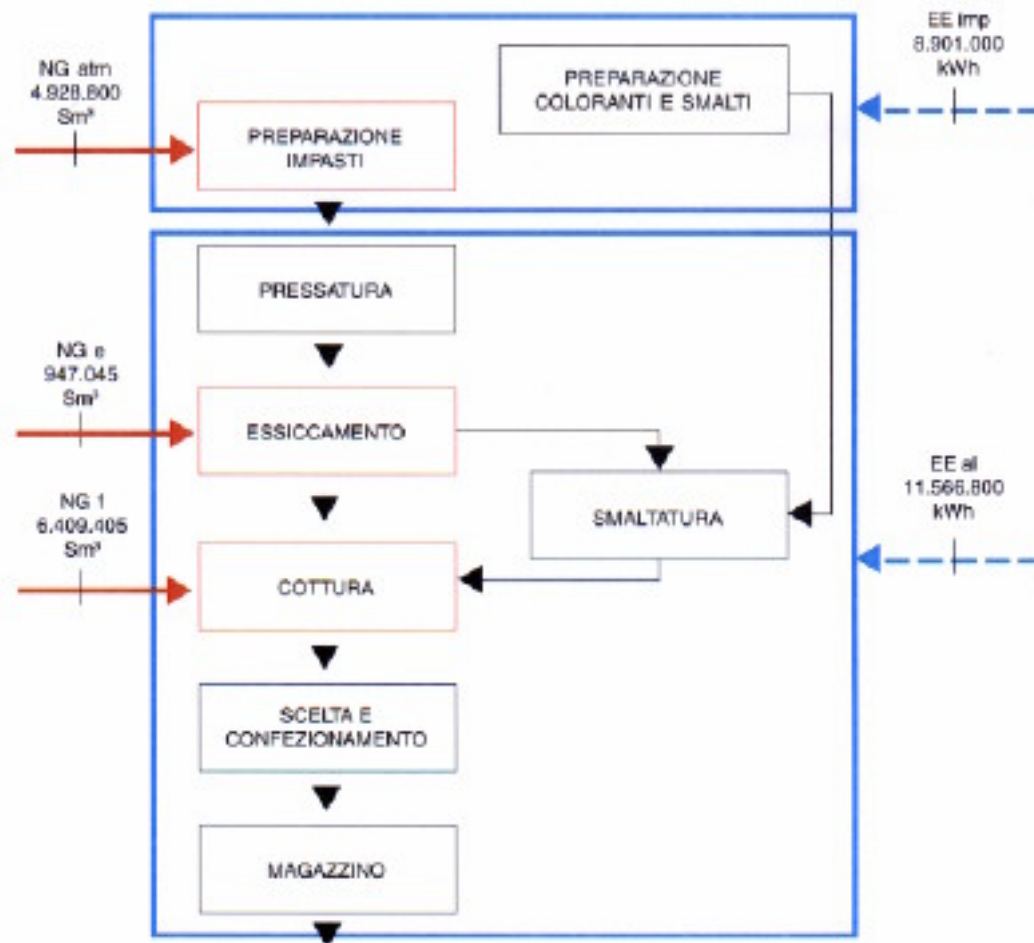 NG atm
4.928.800
Sm³
PREPARAZIONE
IMPASTI
PREPARAZIONE
COLORANTI E SMALTI
EE imp
8.901.000
kWh
PRESSATURA
NG e
947.045
Sm³
ESSICCAMENTO
NG 1
6.409.405
Sm³
COTTURA
SMALTATURA
EE al
11.566.800
kWh
SCELTA E
CONFEZIONAMENTO
MAGAZZINO